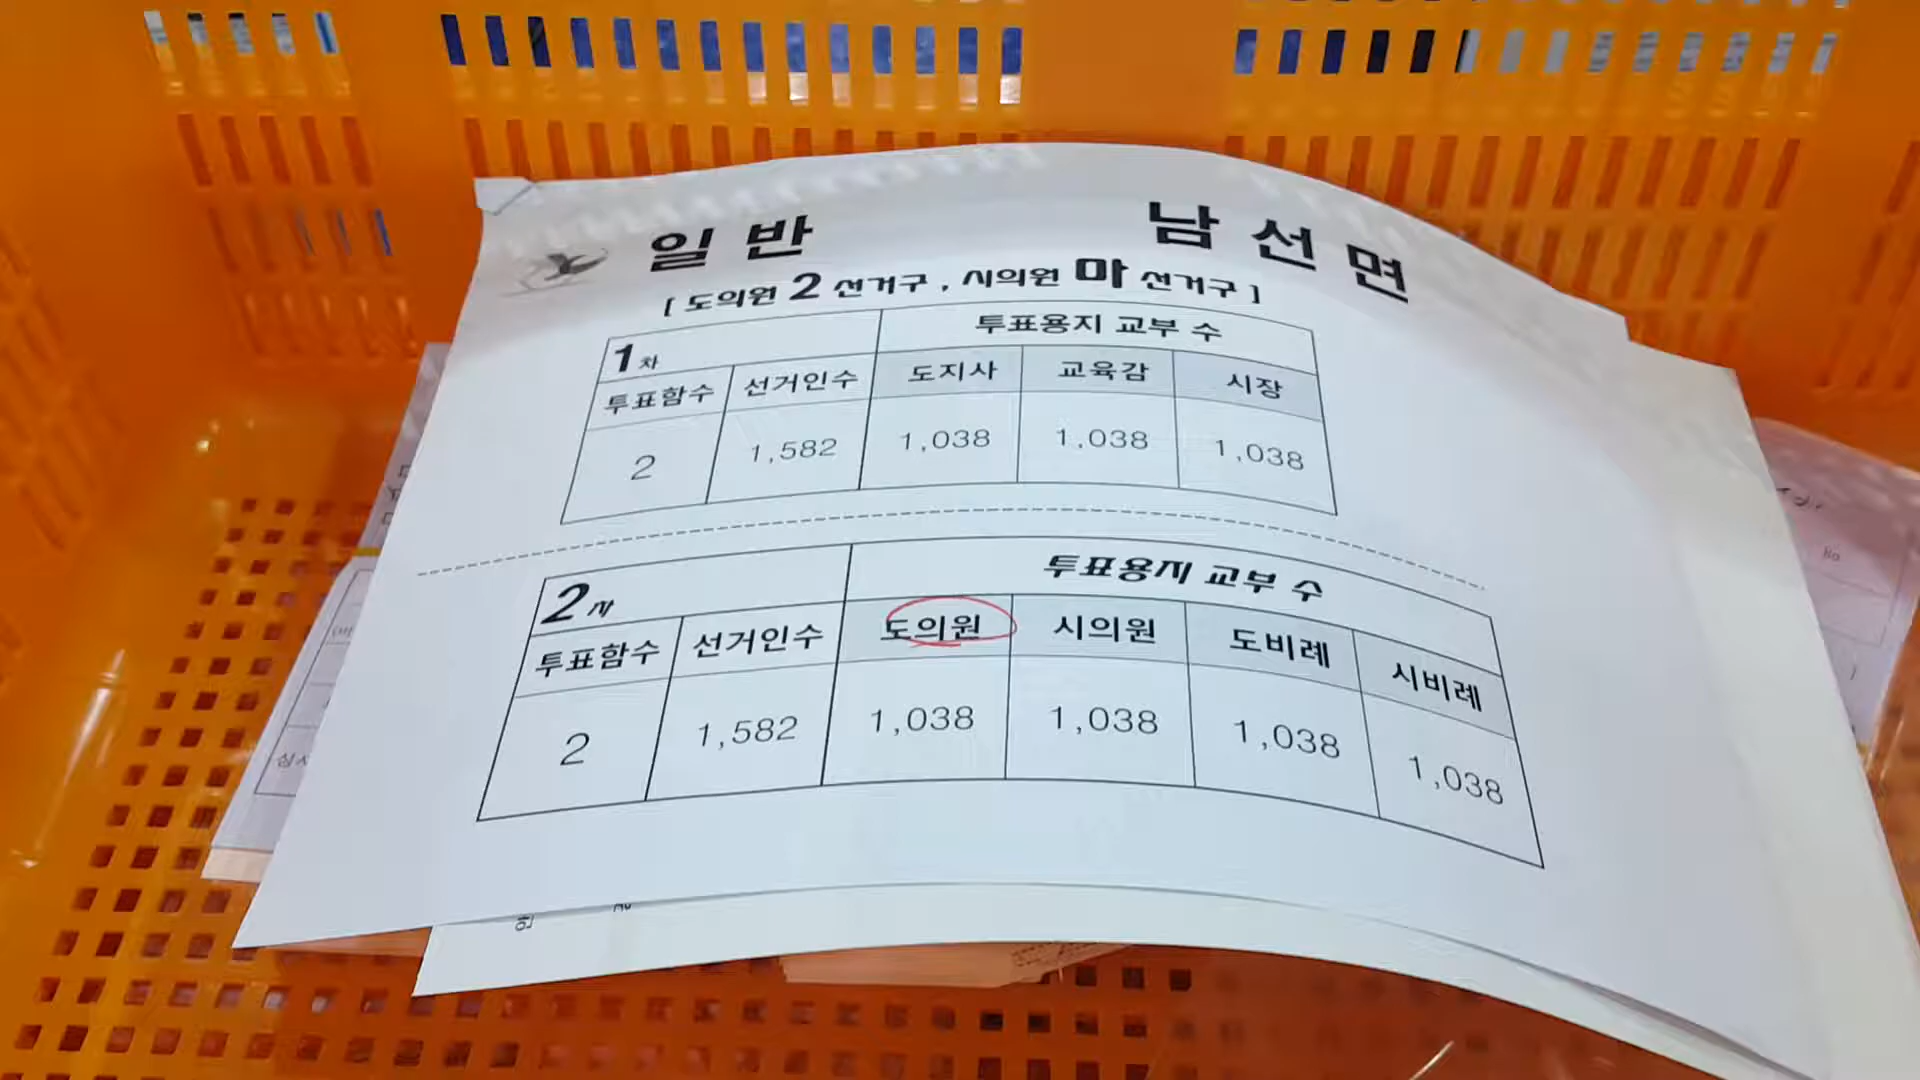 일반 남선면
[ 도의원 2 선거구 , 시의원 마 선거구 ]
1차 투표용지 교부 수
투표함수 선거인수 도지사 교육감 시장
2 1,582 1,038 1,038 1,038
2차 투표용지 교부 수
투표함수 선거인수 도의원 시의원 도비례 시비례
2 1,582 1,038 1,038 1,038 1,038